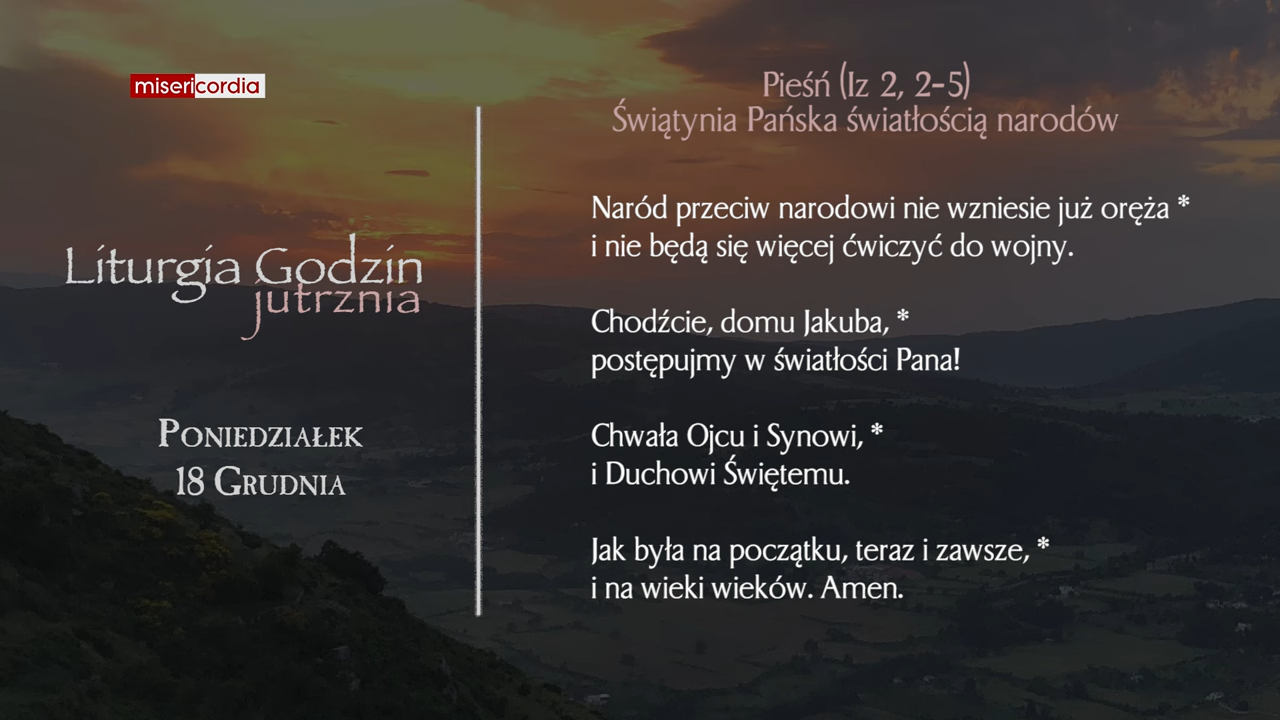 misericordia
Liturgia Godzin
jutrznia
Poniedziałek
18 Grudnia
Pieśń (Iz 2, 2-5)
Świątynia Pańska światłością narodów
Naród przeciw narodowi nie wzniesie już oręża *
i nie będą się więcej ćwiczyć do wojny.
Chodźcie, domu Jakuba, *
postępujmy w światłości Pana!
Chwała Ojcu i Synowi, *
i Duchowi Świętemu.
Jak była na początku, teraz i zawsze, *
i na wieki wieków. Amen.